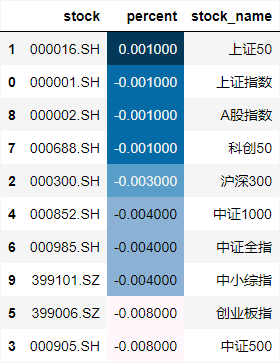 stock percent stock_name
1 000016.SH 0.001000 上证50
0 000001.SH -0.001000 上证指数
8 000002.SH -0.001000 A股指数
7 000688.SH -0.001000 科创50
2 000300.SH -0.003000 沪深300
4 000852.SH -0.004000 中证1000
6 000985.SH -0.004000 中证全指
9 399101.SZ -0.004000 中小综指
5 399006.SZ -0.008000 创业板指
3 000905.SH -0.008000 中证500